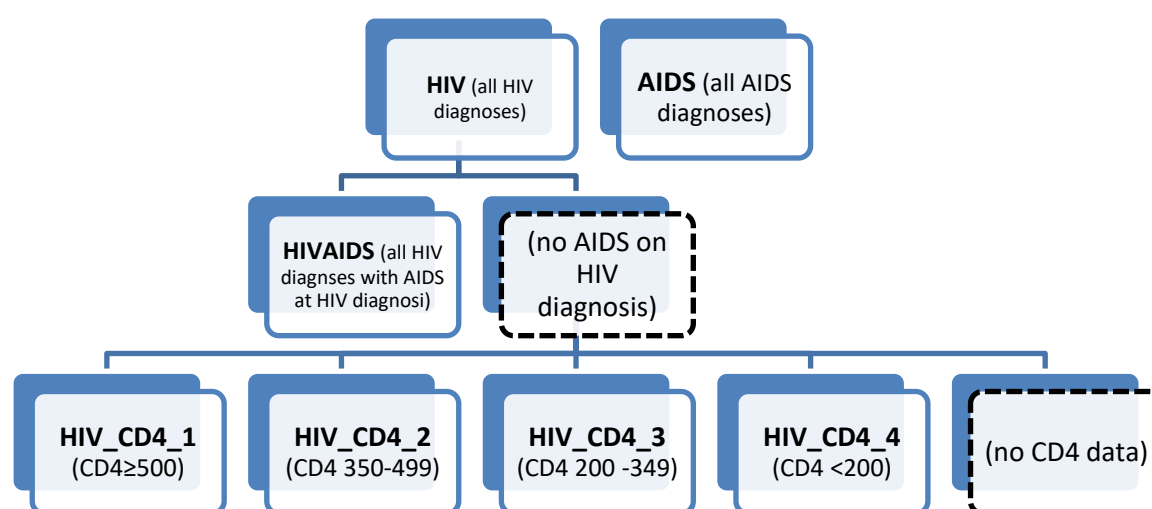 HIV (all HIV
diagnoses)
AIDS (all AIDS
diagnoses)
HIVAIDS (all HIV
diagnses with AIDS
at HIV diagnosi)
(no AIDS on
HIV
diagnosis)
HIV_CD4_1
(CD4≥500)
HIV_CD4_2
(CD4 350-499)
HIV_CD4_3
(CD4 200 -349)
HIV_CD4_4
(CD4 <200)
(no CD4 data)